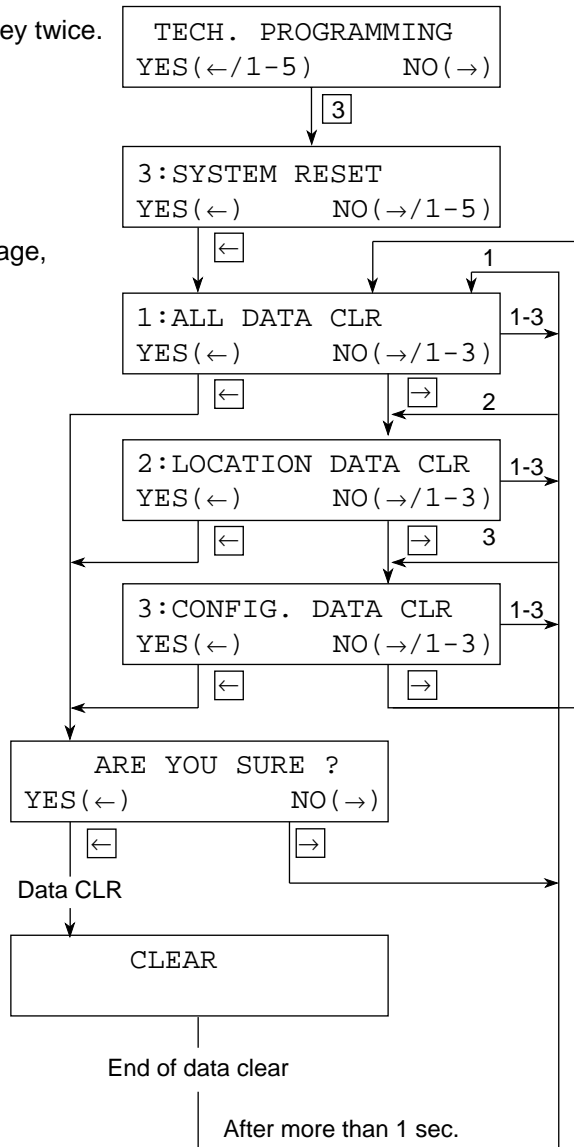 ey twice.
TECH. PROGRAMMING
YES(←/1-5) NO(→)
3
3:SYSTEM RESET
YES(←) NO(→/1-5)
age,
←
1
1:ALL DATA CLR
YES(←) NO(→/1-3)
1-3
← →
2
2:LOCATION DATA CLR
YES(←) NO(→/1-3)
1-3
← →
3
3:CONFIG. DATA CLR
YES(←) NO(→/1-3)
1-3
← →
ARE YOU SURE ?
YES(←) NO(→)
← →
Data CLR
CLEAR
End of data clear
After more than 1 sec.